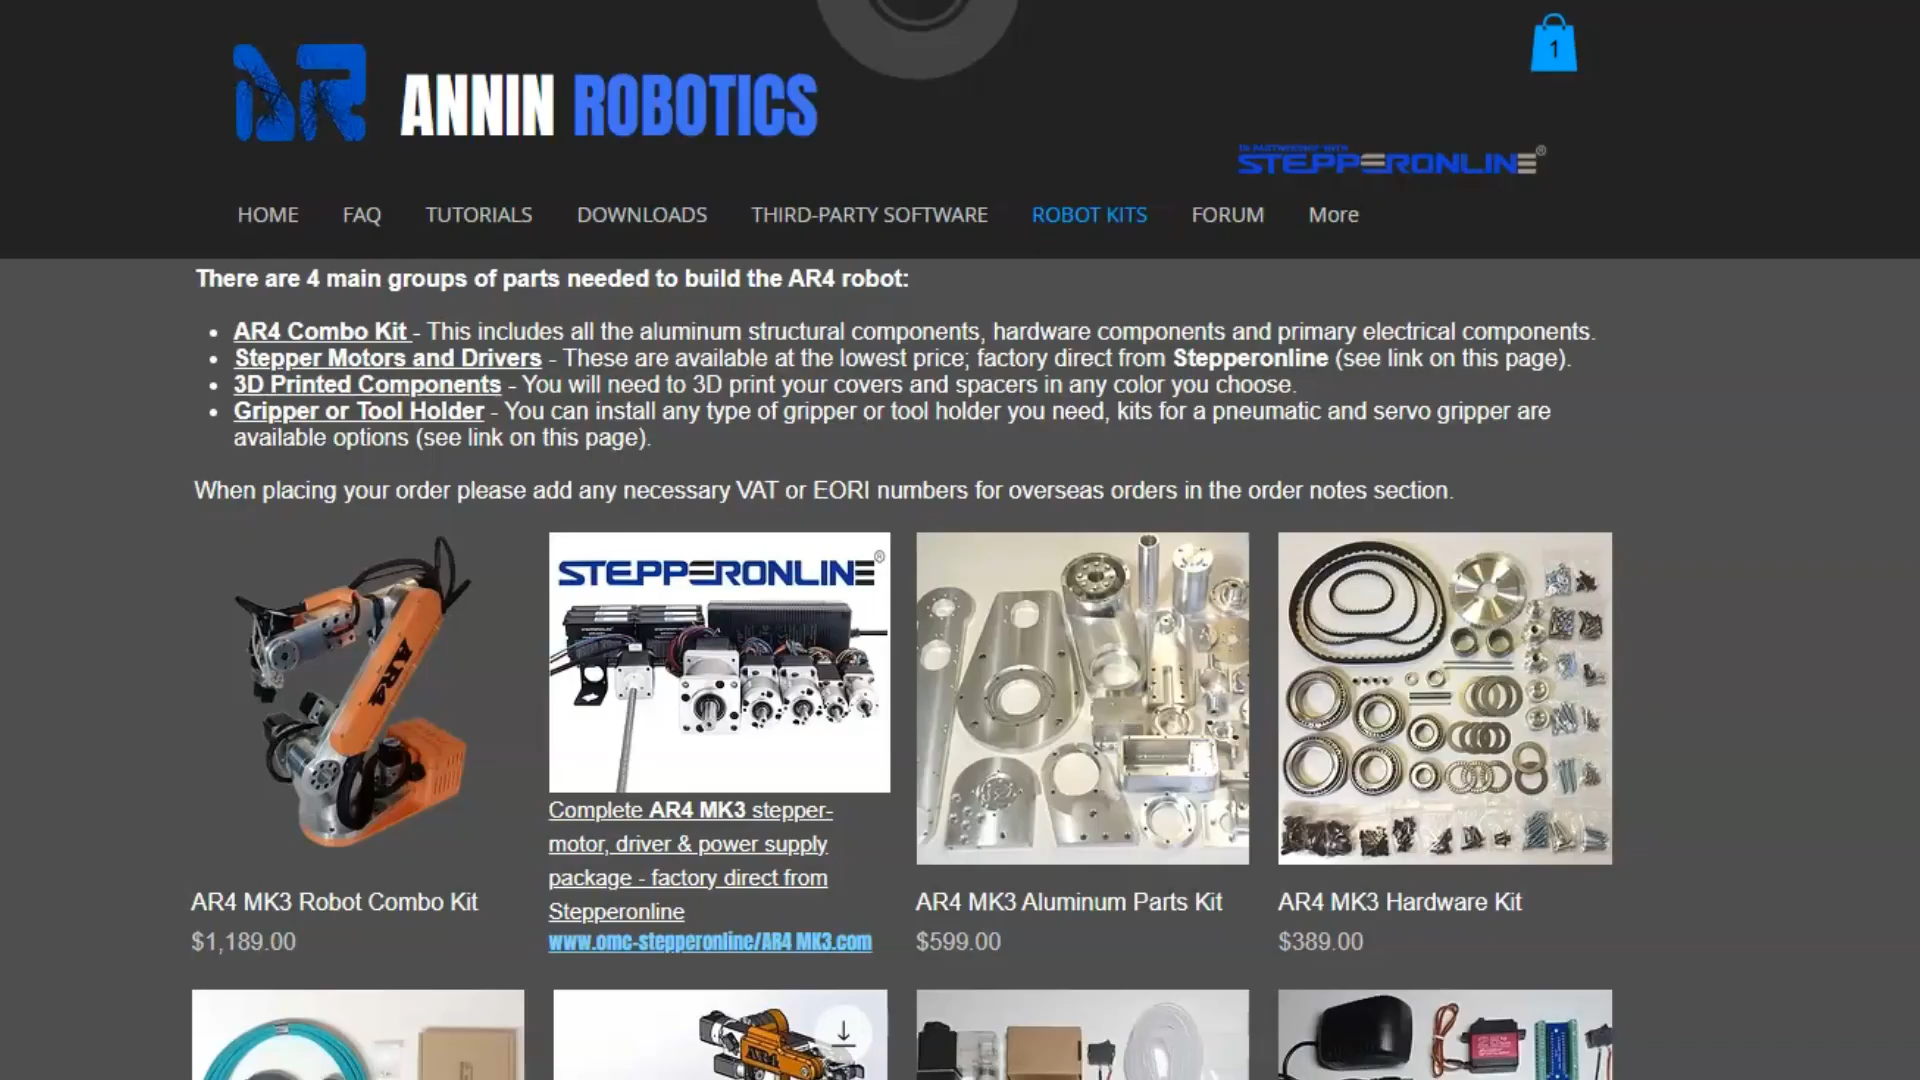 1
AR ANNIN ROBOTICS
IN PARTNERSHIP WITH
STEPPERONLINE®
HOME FAQ TUTORIALS DOWNLOADS THIRD-PARTY SOFTWARE ROBOT KITS FORUM More
There are 4 main groups of parts needed to build the AR4 robot:
• AR4 Combo Kit - This includes all the aluminum structural components, hardware components and primary electrical components.
• Stepper Motors and Drivers - These are available at the lowest price; factory direct from Stepperonline (see link on this page).
• 3D Printed Components - You will need to 3D print your covers and spacers in any color you choose.
• Gripper or Tool Holder - You can install any type of gripper or tool holder you need, kits for a pneumatic and servo gripper are
available options (see link on this page).
When placing your order please add any necessary VAT or EORI numbers for overseas orders in the order notes section.
AR4
STEPPERONLINE®
Complete AR4 MK3 stepper-
motor, driver & power supply
package - factory direct from
Stepperonline
www.omc-stepperonline/AR4 MK3.com
AR4 MK3 Robot Combo Kit
$1,189.00
AR4 MK3 Aluminum Parts Kit
$599.00
AR4 MK3 Hardware Kit
$389.00
AR4